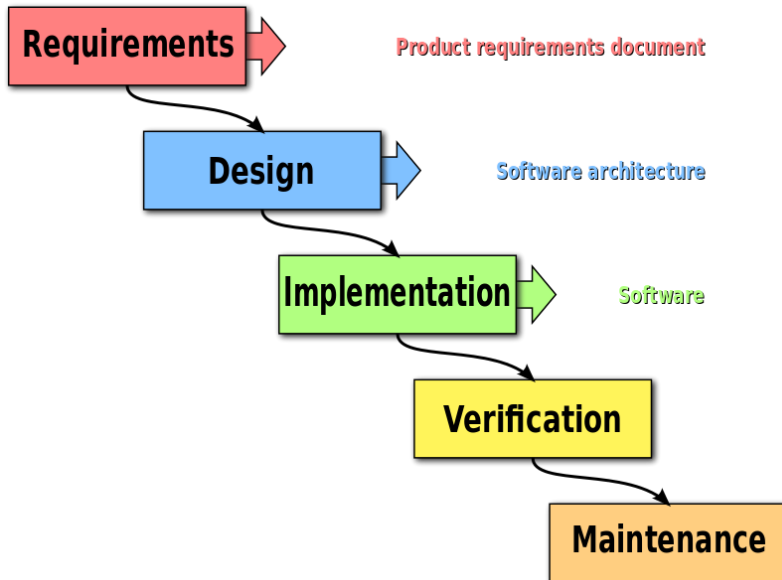 Requirements
Product requirements document
Design
Software architecture
Implementation
Software
Verification
Maintenance